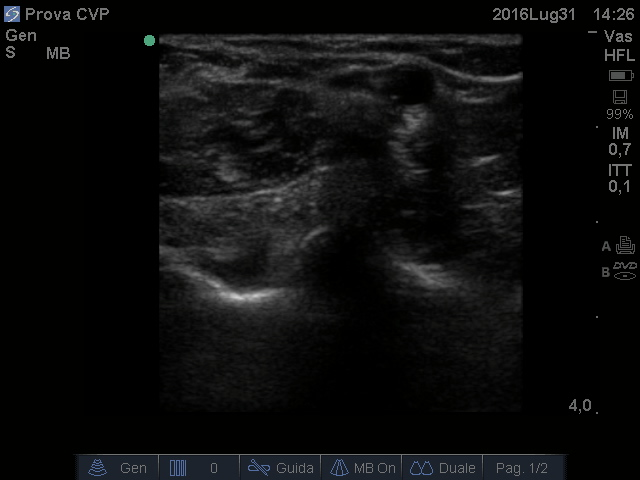 Prova CVP
2016Lug31 14:26
Gen
S MB
Vas
HFL
99%
IM
0,7
ITT
0,1
A
DVD
B
4,0
Gen 0 Guida MB On Duale Pag. 1/2